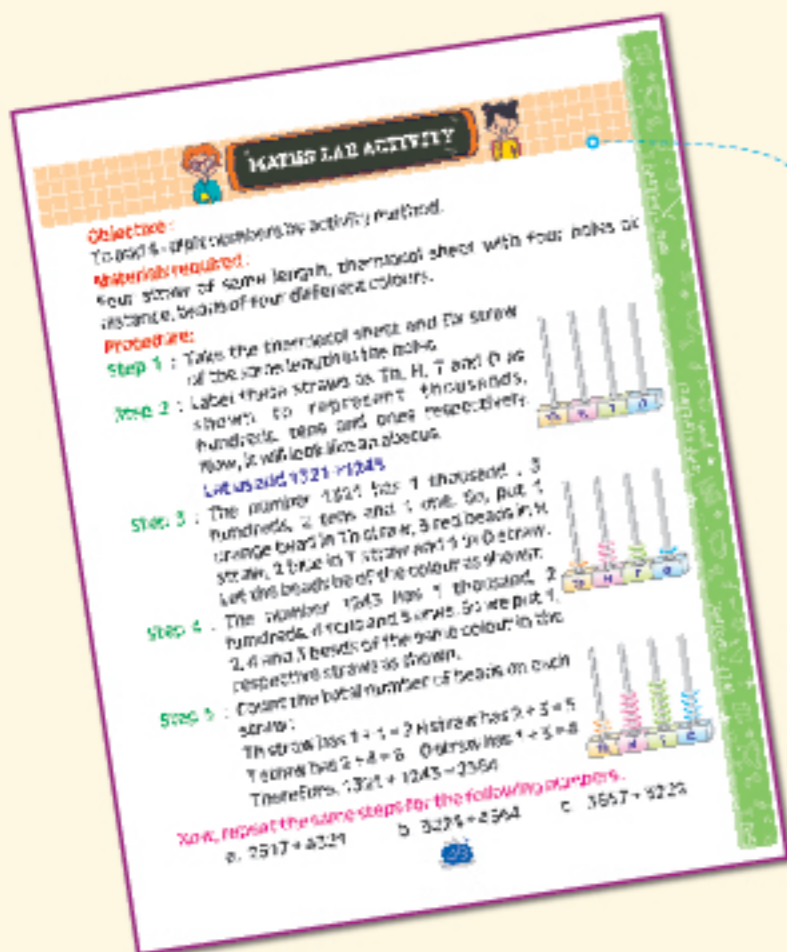 MATHS LAB ACTIVITY
Objective :
To add 4 - digit numbers by activity method.
Materials required :
Four straw of same length, thermocol sheet with four holes at
distance, beads of four different colours.
Procedure:
Step 1 : Take the thermocol sheet and fix straw
of the same length in the holes.
Step 2 : Label these straws as Th, H, T and O as
shown to represent thousands,
hundreds, tens and ones respectively.
Now, it will look like an abacus.
Let us add 1321 + 1243
Step 3 : The number 1321 has 1 thousand , 3
hundreds, 2 tens and 1 one. So, put 1
orange bead in Th straw, 3 red beads in H
straw, 2 blue in T straw and 1 in O straw.
Let the beads be of the colour as shown.
Step 4 : The number 1243 has 1 thousand, 2
hundreds, 4 tens and 3 ones. So we put 1,
2, 4 and 3 beads of the same colour in the
respective straws as shown.
Step 5 : Count the total number of beads on each
straw:
Th straw has 1 + 1 = 2 H straw has 2 + 3 = 5
T straw has 2 + 4 = 6 O straw has 1 + 3 = 4
Therefore, 1321 + 1243 = 2564
Now, repeat the same steps for the following numbers.
a. b. c.